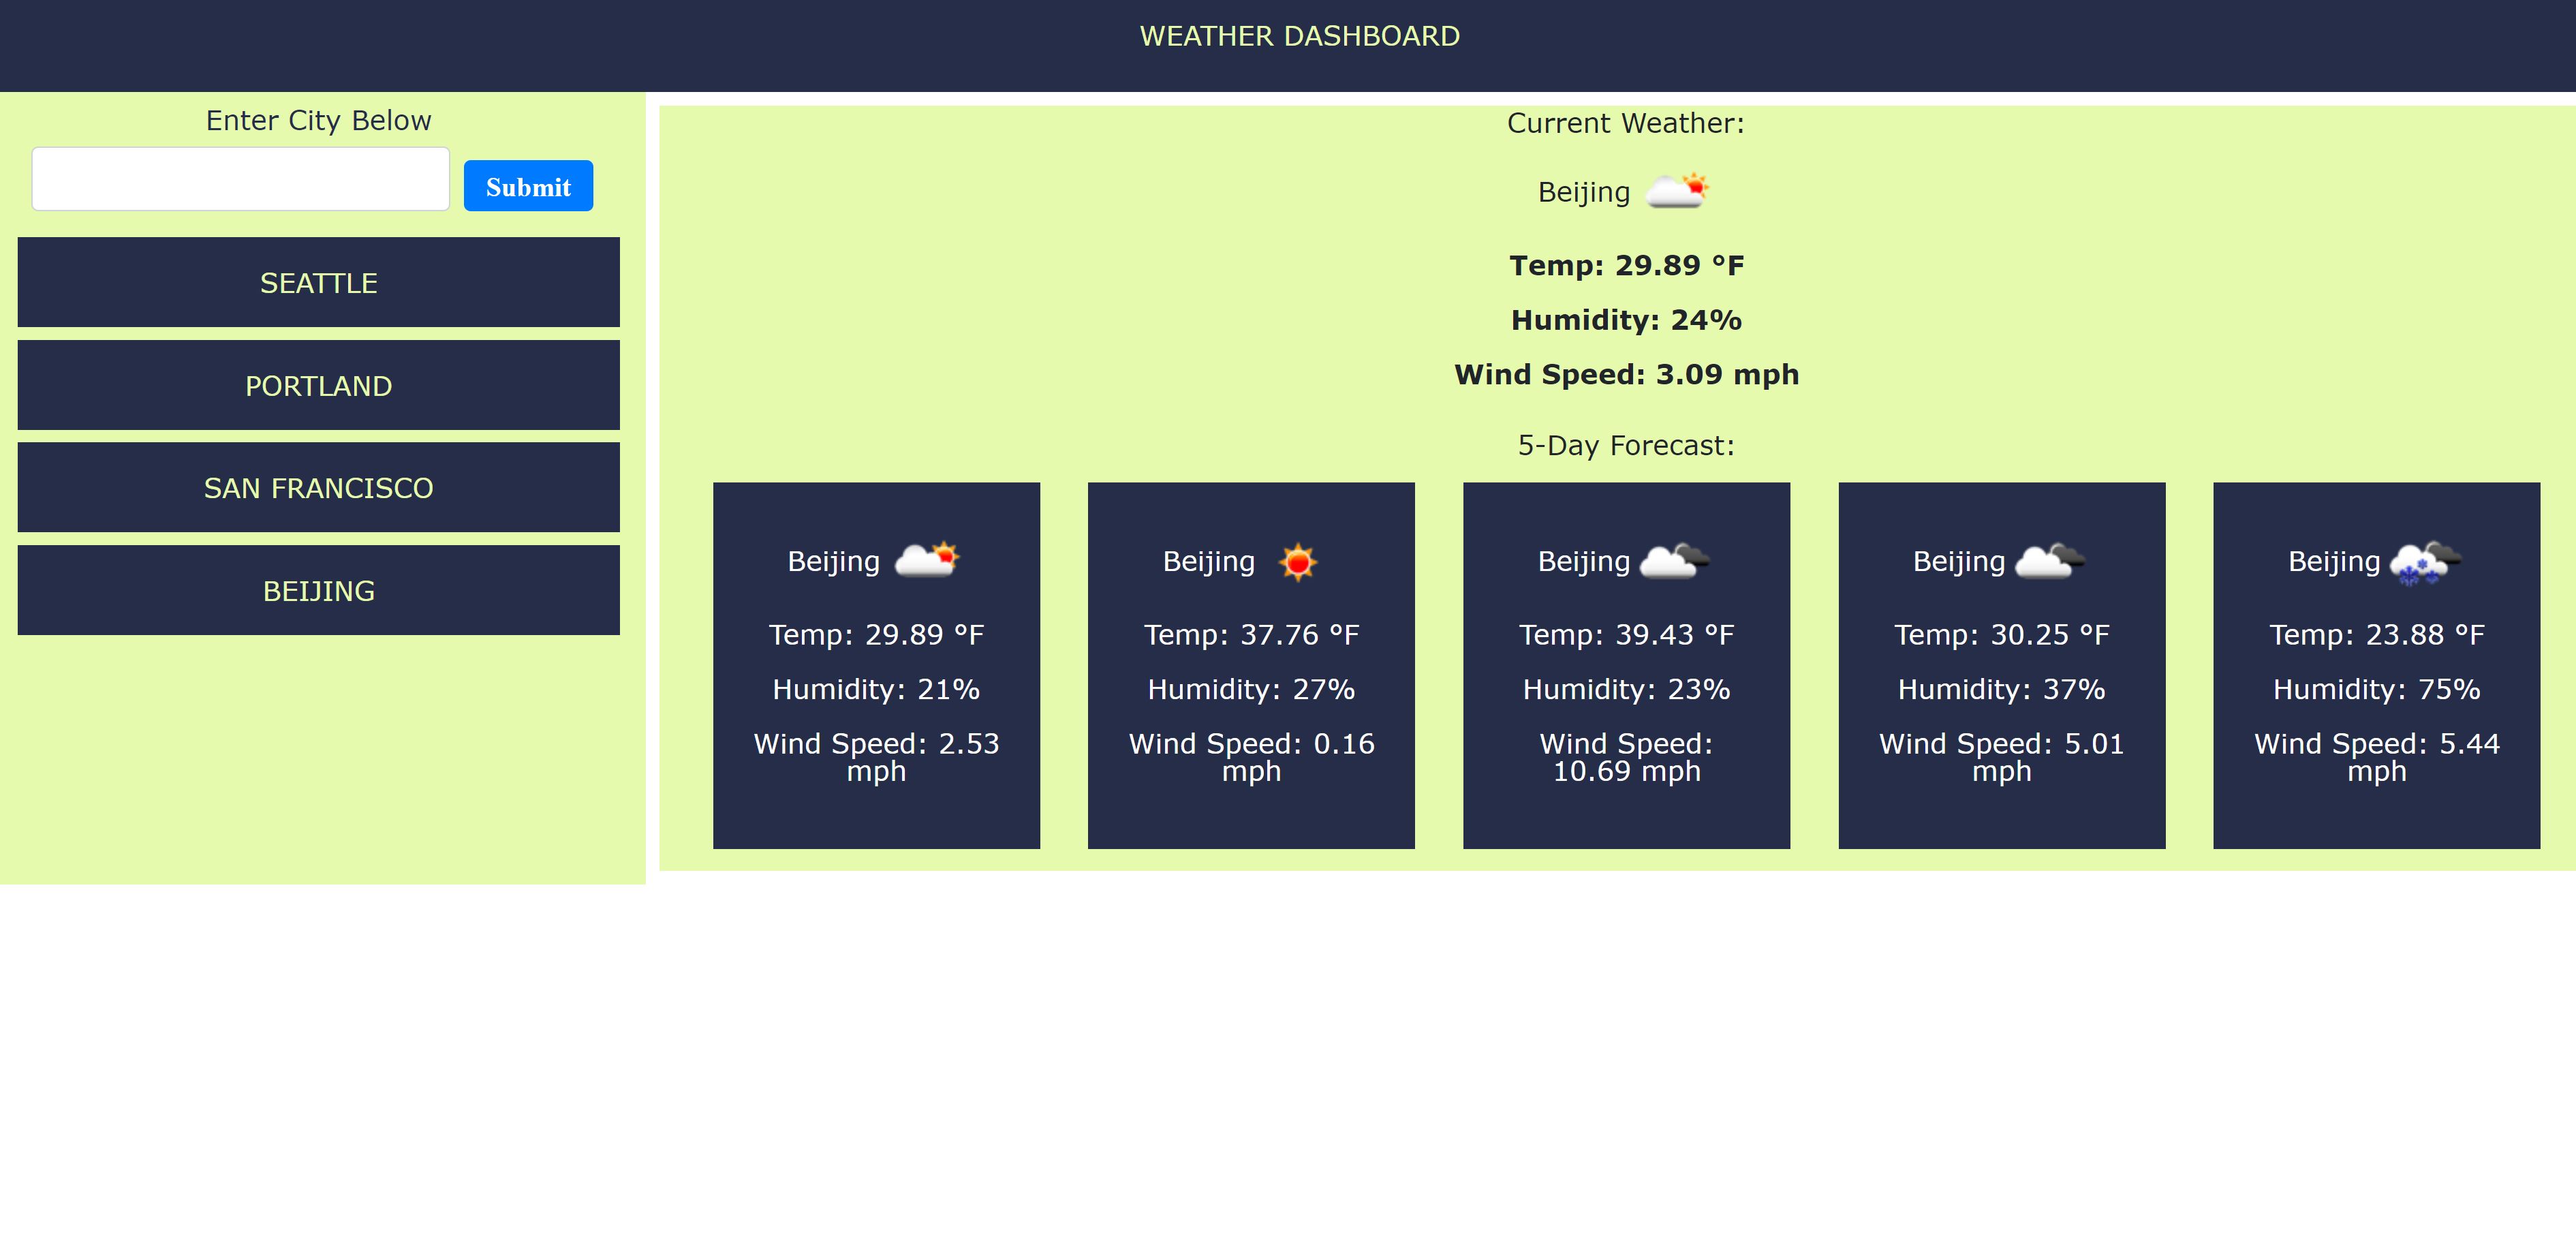 WEATHER DASHBOARD
Enter City Below
Submit
SEATTLE
PORTLAND
SAN FRANCISCO
BEIJING
Current Weather:
Beijing
Temp: 29.89 °F
Humidity: 24%
Wind Speed: 3.09 mph
5-Day Forecast:
Beijing
Temp: 29.89 °F
Humidity: 21%
Wind Speed: 2.53
mph
Beijing
Temp: 37.76 °F
Humidity: 27%
Wind Speed: 0.16
mph
Beijing
Temp: 39.43 °F
Humidity: 23%
Wind Speed:
10.69 mph
Beijing
Temp: 30.25 °F
Humidity: 37%
Wind Speed: 5.01
mph
Beijing
Temp: 23.88 °F
Humidity: 75%
Wind Speed: 5.44
mph